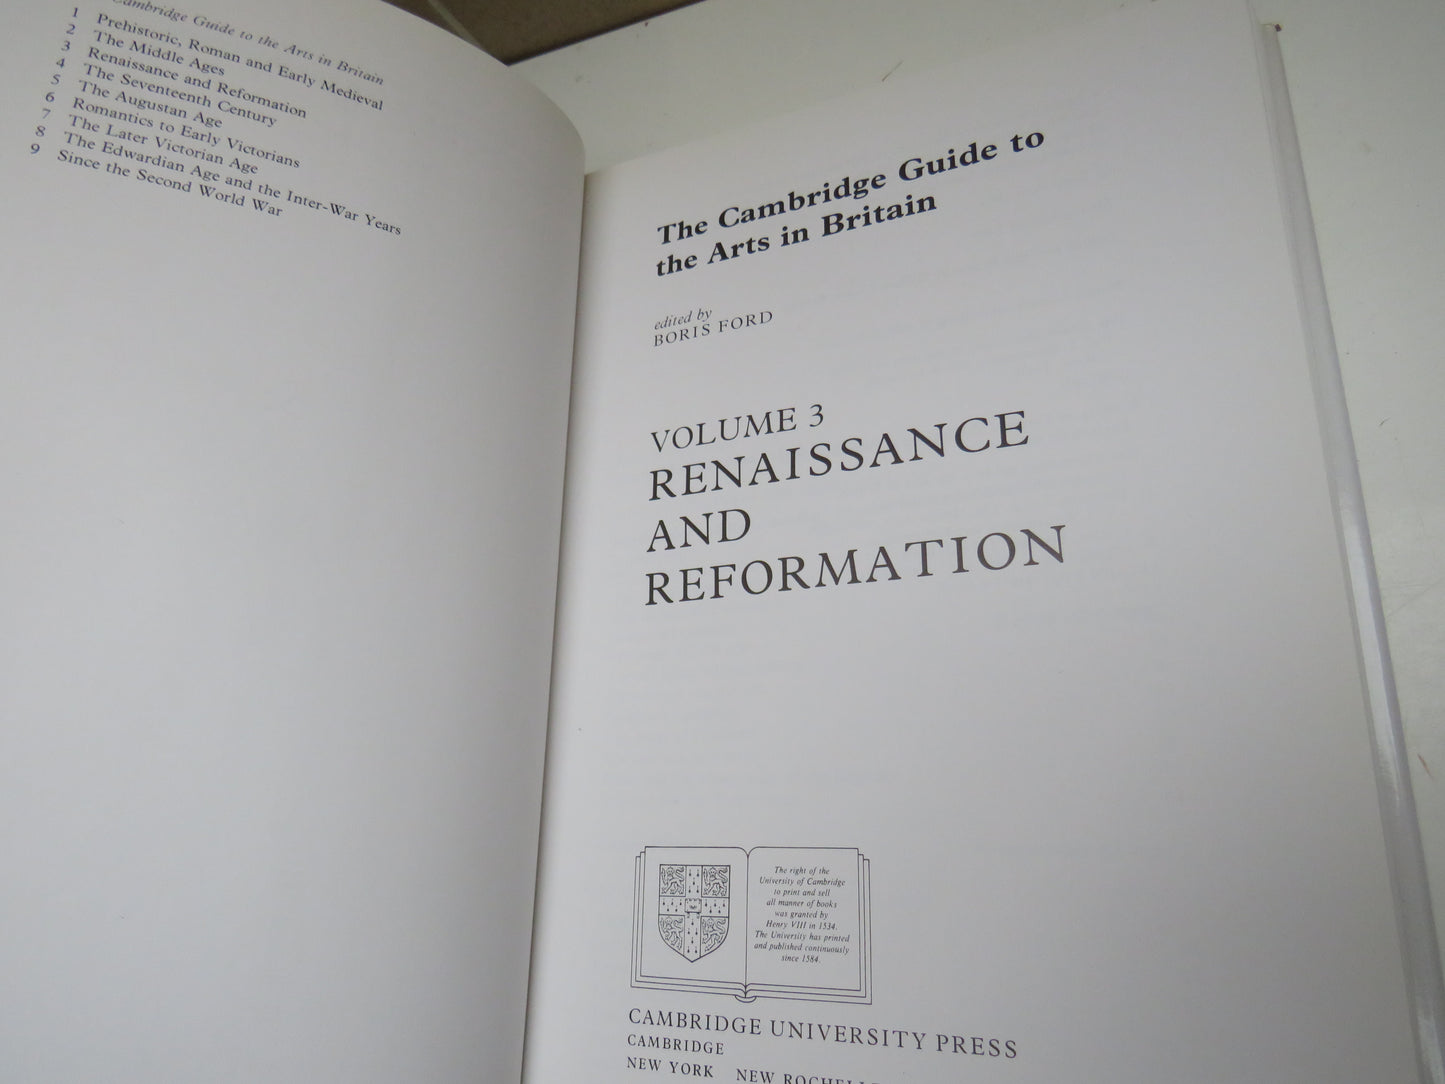 Cambridge Guide to the Arts in Britain
1 Prehistoric, Roman and Early Medieval
2 The Middle Ages
3 Renaissance and Reformation
4 The Seventeenth Century
5 The Augustan Age
6 Romantics to Early Victorians
7 The Later Victorian Age
8 The Edwardian Age and the Inter-War Years
9 Since the Second World War
The Cambridge Guide to
the Arts in Britain
edited by
BORIS FORD
VOLUME 3
RENAISSANCE
AND
REFORMATION
The right of the
University of Cambridge
to print and sell
all manner of books
was granted by
Henry VIII in 1534.
The University has printed
and published continuously
since 1584.
CAMBRIDGE UNIVERSITY PRESS
CAMBRIDGE
NEW YORK NEW ROCHELLE